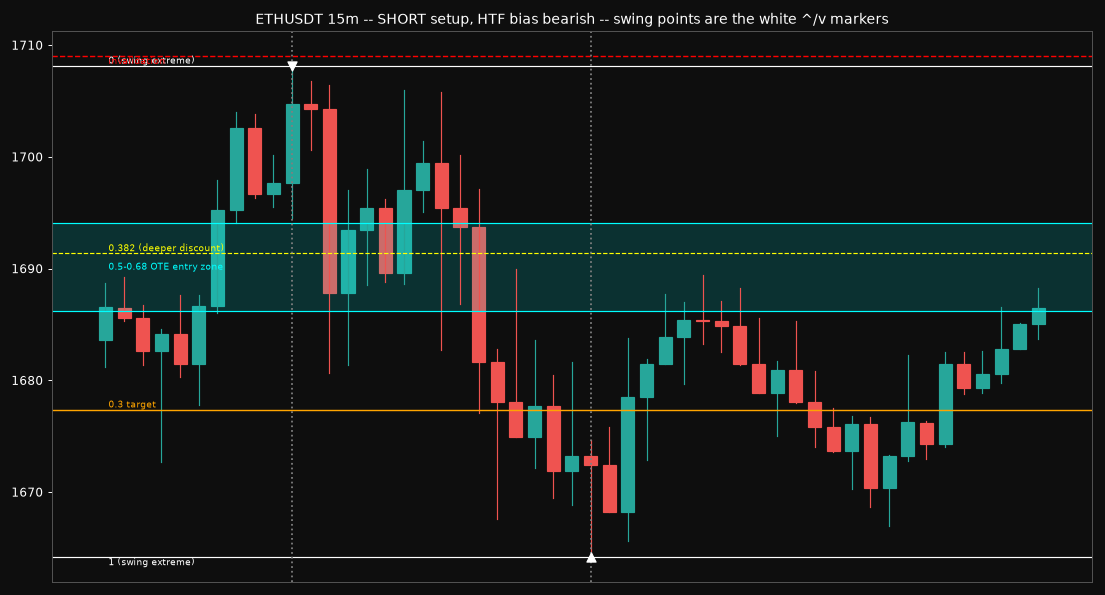 ETHUSDT 15m -- SHORT setup, HTF bias bearish -- swing points are the white ^/v markers
1710
0 (swing extreme)
1700
0.382 (deeper discount)
1690
0.5-0.68 OTE entry zone
1680
0.3 target
1670
1 (swing extreme)